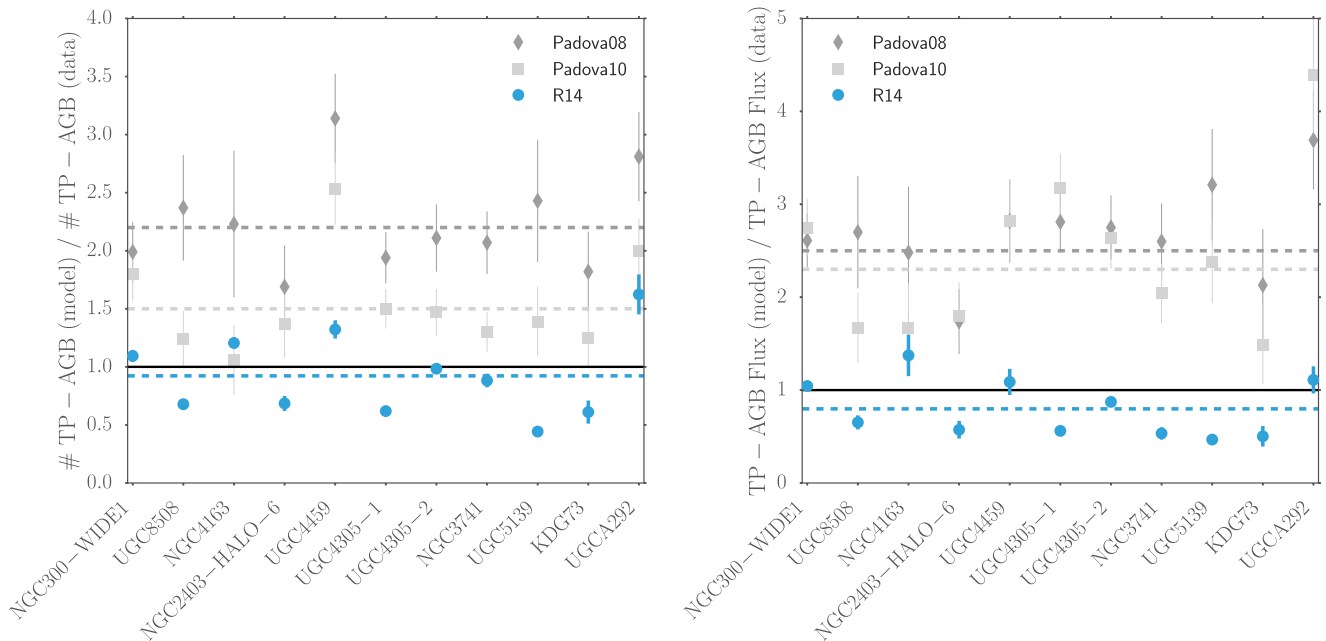 # TP − AGB (model) / # TP − AGB (data)
4.0
3.5
3.0
2.5
2.0
1.5
1.0
0.5
0.0
Padova08
Padova10
R14
NGC300−WIDE1
UGC8508
NGC4163
NGC2403−HALO−6
UGC4459
UGC4305−1
UGC4305−2
NGC3741
UGC5139
KDG73
UGCA292
TP − AGB Flux (model) / TP − AGB Flux (data)
5
4
3
2
1
0
Padova08
Padova10
R14
NGC300−WIDE1
UGC8508
NGC4163
NGC2403−HALO−6
UGC4459
UGC4305−1
UGC4305−2
NGC3741
UGC5139
KDG73
UGCA292